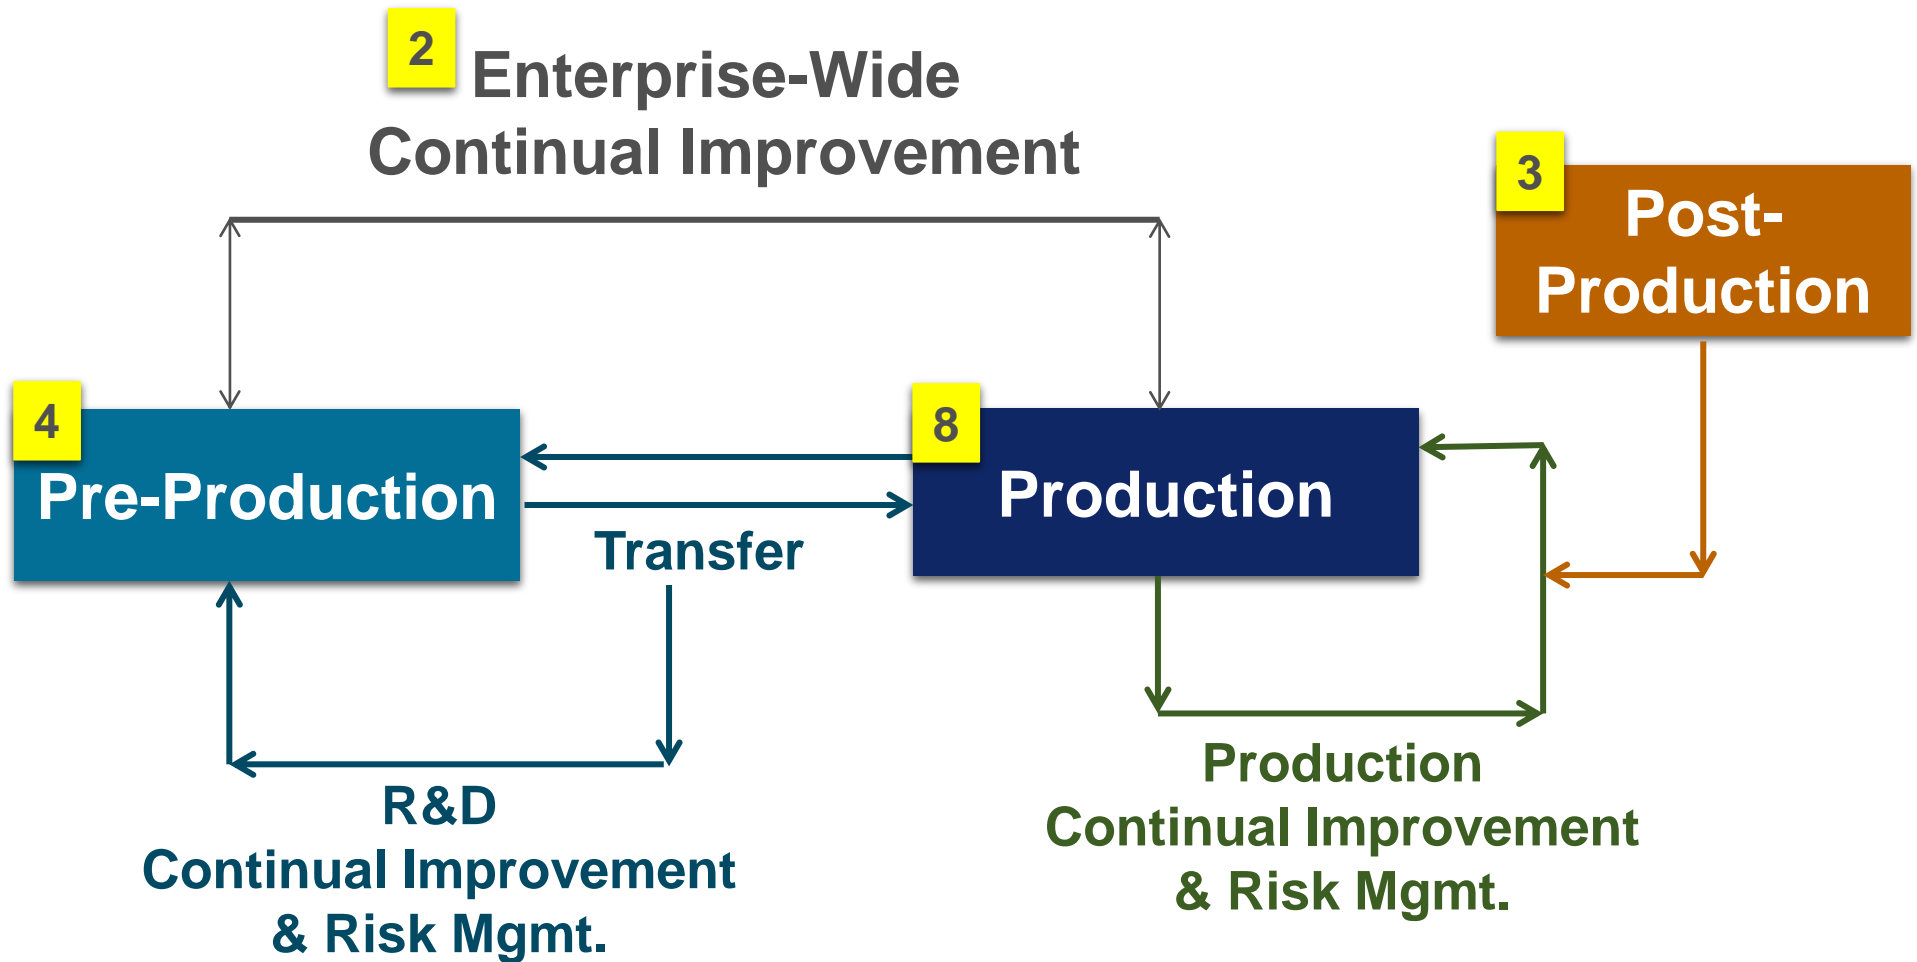 2
Enterprise-Wide
Continual Improvement
3
Post-
Production
4
Pre-Production
8
Production
Transfer
R&D
Continual Improvement
& Risk Mgmt.
Production
Continual Improvement
& Risk Mgmt.